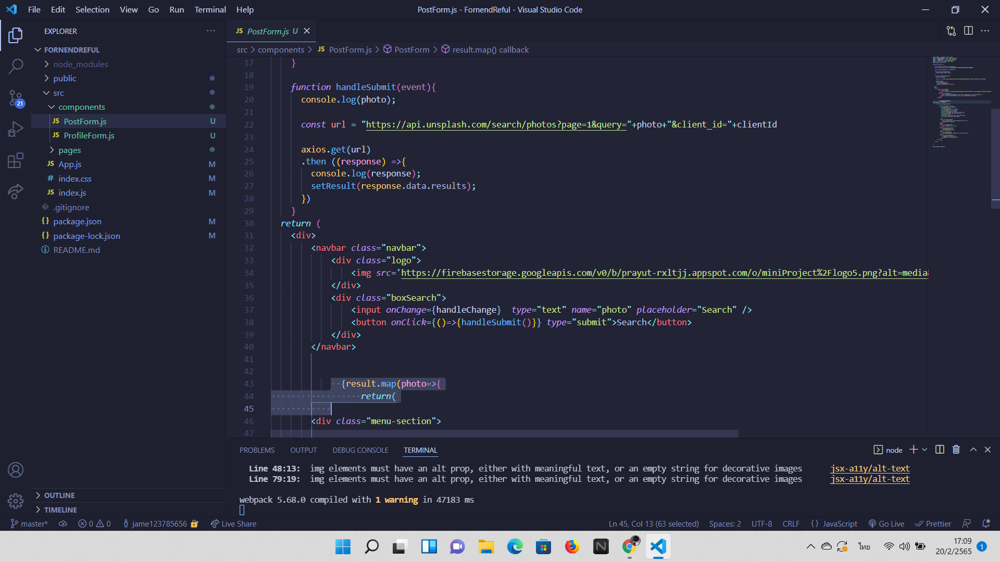 File Edit Selection View Go Run Terminal Help
PostForm.js - FornendReful - Visual Studio Code
EXPLORER
FORNENDREFUL
node_modules
public
src
components
JS PostForm.js U
JS ProfileForm.js U
pages
JS App.js M
# index.css M
JS index.js M
.gitignore
{} package.json M
{} package-lock.json M
README.md
OUTLINE
TIMELINE
21
JS PostForm.js U
src > components > JS PostForm.js > PostForm > result.map() callback
17 }
18
19 function handleSubmit(event){
20 console.log(photo);
21
22 const url = "https://api.unsplash.com/search/photos?page=1&query="+photo+"&client_id="+clientId
23
24 axios.get(url)
25 .then ((response) =>{
26 console.log(response);
27 setResult(response.data.results);
28 })
29 }
30 return (
31 <div>
32 <navbar class="navbar">
33 <div class="logo">
34 <img src='https://firebasestorage.googleapis.com/v0/b/prayut-rxltjj.appspot.com/o/miniProject%2Flogo5.png?alt=media&
35 </div>
36 <div class="boxSearch">
37 <input onChange={handleChange}  type="text" name="photo" placeholder="Search" />
38 <button onClick={()=>{handleSubmit()}} type="submit">Search</button>
39 </div>
40 </navbar>
41
42
43 {result.map(photo=>{
44 return(
45
46 <div class="menu-section">
47
PROBLEMS OUTPUT DEBUG CONSOLE TERMINAL
node
Line 48:13:  img elements must have an alt prop, either with meaningful text, or an empty string for decorative images jsx-a11y/alt-text
Line 79:19:  img elements must have an alt prop, either with meaningful text, or an empty string for decorative images jsx-a11y/alt-text
webpack 5.68.0 compiled with 1 warning in 47183 ms
master* 0 0 jame123785656 Live Share
Ln 45, Col 13 (63 selected) Spaces: 2 UTF-8 CRLF {} JavaScript Go Live Prettier
ไทย
17:09
20/2/2565
1